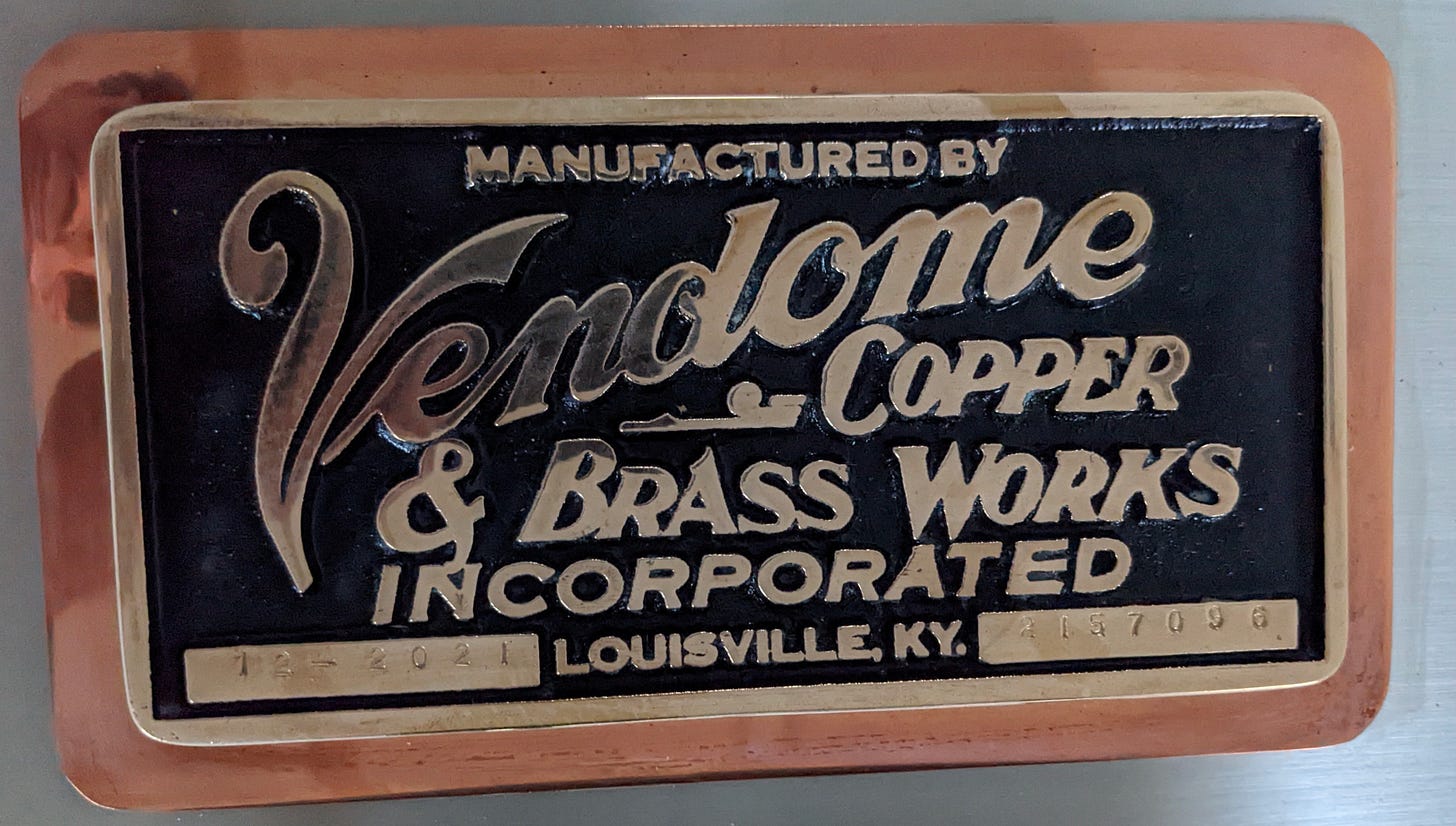 MANUFACTURED BY
Vendome
COPPER
& BRASS WORKS
INCORPORATED
12-2021 LOUISVILLE, KY. 2157096